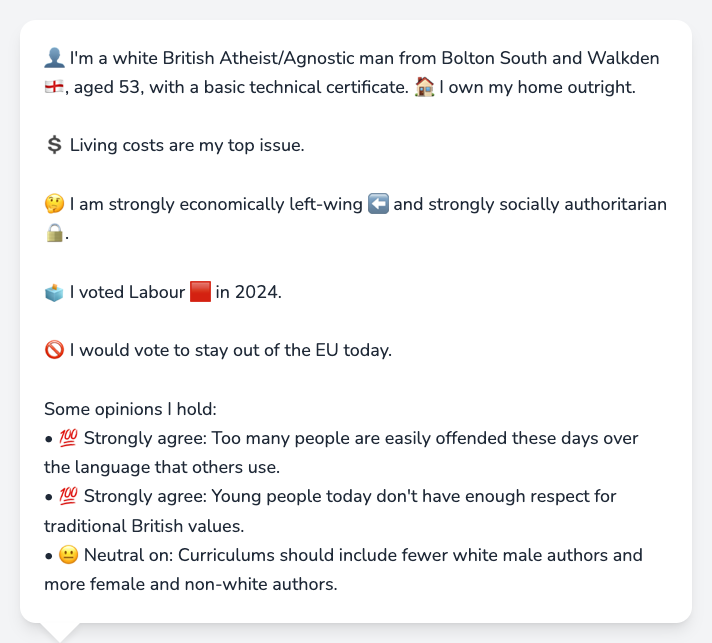 👤 I'm a white British Atheist/Agnostic man from Bolton South and Walkden
🏴󠁧󠁢󠁥󠁮󠁧󠁿, aged 53, with a basic technical certificate. 🏠 I own my home outright.
💲 Living costs are my top issue.
🤔 I am strongly economically left-wing ⬅️ and strongly socially authoritarian
🔒.
🗳️ I voted Labour 🟥 in 2024.
🚫 I would vote to stay out of the EU today.
Some opinions I hold:
• 💯 Strongly agree: Too many people are easily offended these days over
the language that others use.
• 💯 Strongly agree: Young people today don't have enough respect for
traditional British values.
• 😐 Neutral on: Curriculums should include fewer white male authors and
more female and non-white authors.